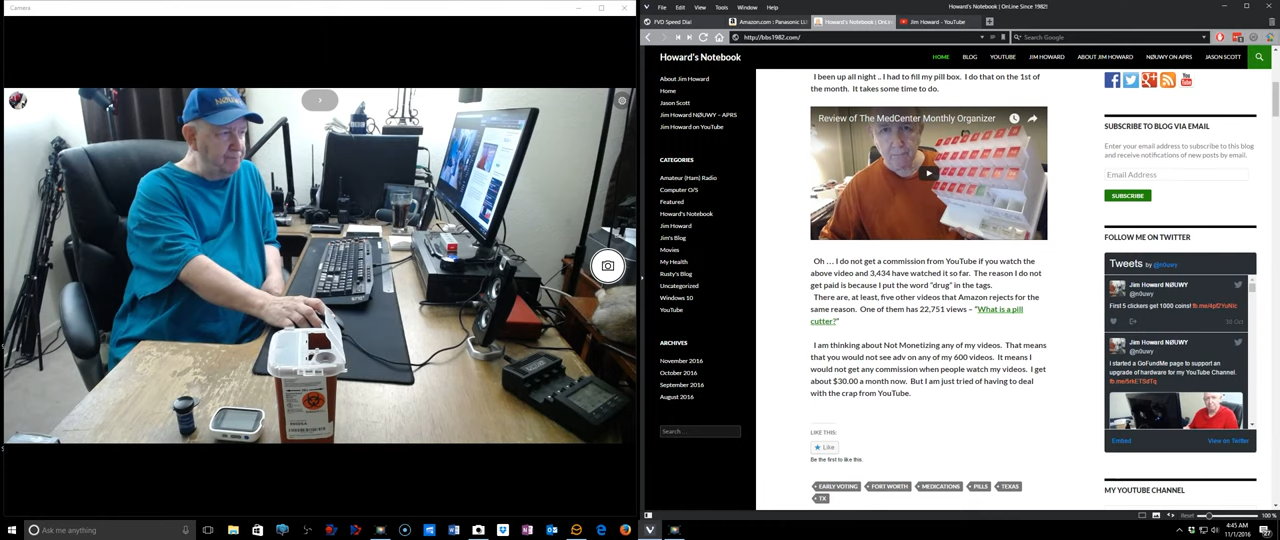 Camera
File Edit View Tools Window Help
Howard's Notebook | OnLine Since 1982!
FVD Speed Dial
Amazon.com : Panasonic LU
Howard's Notebook | OnLin
Jim Howard - YouTube
http://bbs1982.com/
Search Google
Howard's Notebook
HOME BLOG YOUTUBE JIM HOWARD ABOUT JIM HOWARD NØUWY ON APRS JASON SCOTT
About Jim Howard
Home
Jason Scott
Jim Howard NØUWY – APRS
Jim Howard on YouTube
CATEGORIES
Amateur (Ham) Radio
Computer O/S
Featured
Howard's Notebook
Jim Howard
Jim's Blog
Movies
My Health
Rusty's Blog
Uncategorized
Windows 10
YouTube
ARCHIVES
November 2016
October 2016
September 2016
August 2016
Search …
I been up all night .. I had to fill my pill box. I do that on the 1st of
the month. It takes some time to do.
Review of The MedCenter Monthly Organizer
Oh … I do not get a commission from YouTube if you watch the
above video and 3,434 have watched it so far. The reason I do not
get paid is because I put the word "drug" in the tags.
There are, at least, five other videos that Amazon rejects for the
same reason. One of them has 22,751 views – "What is a pill
cutter?"
I am thinking about Not Monetizing any of my videos. That means
that you would not see adv on any of my 600 videos. It means I
would not get any commission when people watch my videos. I get
about $30.00 a month now. But I am just tried of having to deal
with the crap from YouTube.
LIKE THIS:
Like
Be the first to like this.
EARLY VOTING FORT WORTH MEDICATIONS PILLS TEXAS
TX
You Tube
SUBSCRIBE TO BLOG VIA EMAIL
Enter your email address to subscribe to this blog
and receive notifications of new posts by email.
Email Address
SUBSCRIBE
FOLLOW ME ON TWITTER
Tweets by @n0uwy
Jim Howard NØUWY
@n0uwy
First 5 clickers get 1000 coins! fb.me/4pf2YuNIc
30 Oct
Jim Howard NØUWY
@n0uwy
I started a GoFundMe page to support an
upgrade of hardware for my YouTube Channel.
fb.me/5rkETSdTq
Embed View on Twitter
MY YOUTUBE CHANNEL
Reset 100 %
Ask me anything
4:45 AM
11/1/2016
27